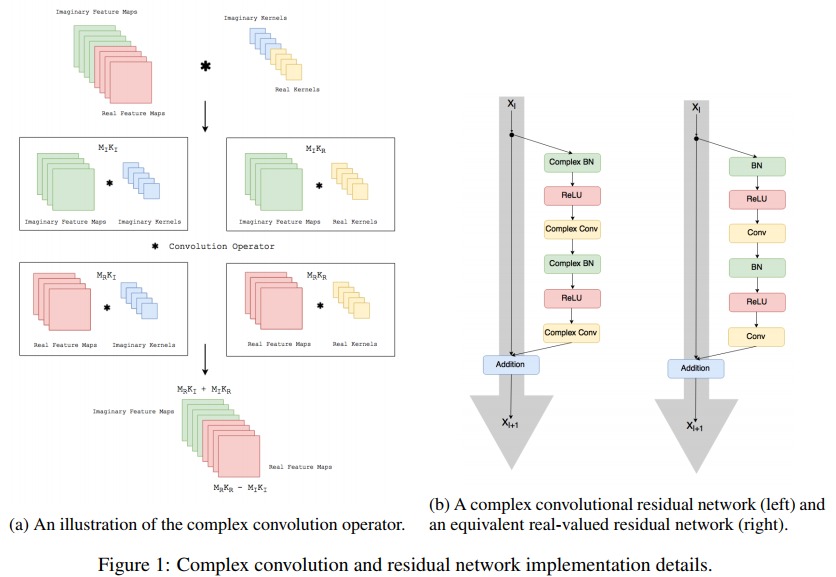 Imaginary Feature Maps
Imaginary Kernels
*
Real Kernels
Real Feature Maps
M_I K_I
*
Imaginary Feature Maps
Imaginary Kernels
M_I K_R
*
Imaginary Feature Maps
Real Kernels
* Convolution Operator
M_R K_I
*
Real Feature Maps
Imaginary Kernels
M_R K_R
*
Real Feature Maps
Real Kernels
M_R K_I + M_I K_R
Imaginary Feature Maps
Real Feature Maps
M_R K_R - M_I K_I
(a) An illustration of the complex convolution operator.
X_l
Complex BN
ReLU
Complex Conv
Complex BN
ReLU
Complex Conv
Addition
X_l+1
X_l
BN
ReLU
Conv
BN
ReLU
Conv
Addition
X_l+1
(b) A complex convolutional residual network (left) and
an equivalent real-valued residual network (right).
Figure 1: Complex convolution and residual network implementation details.